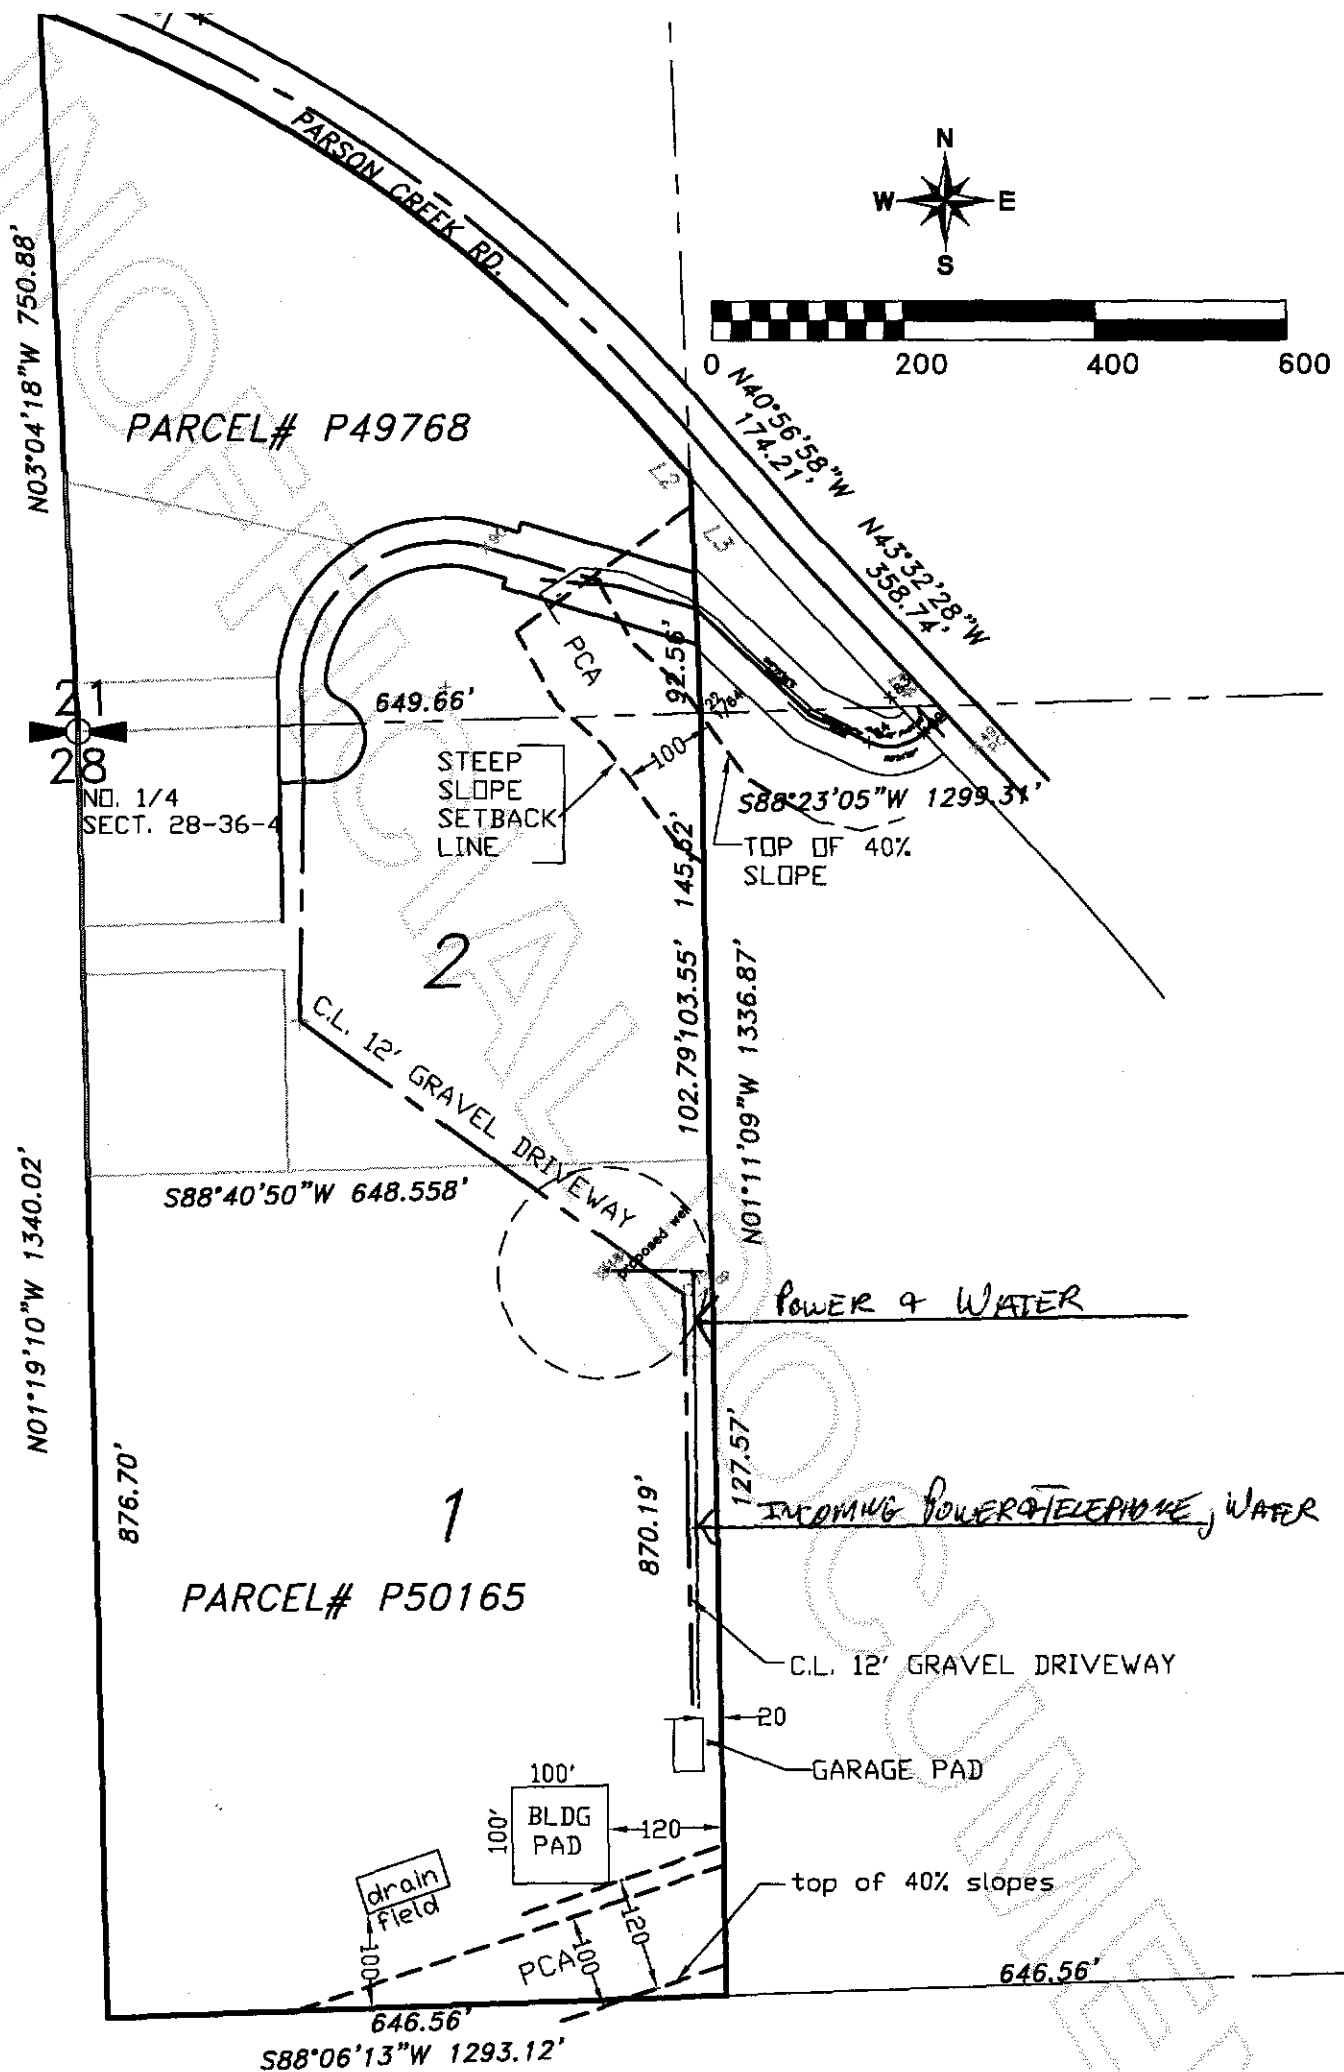 PARSON CREEK RD.
N
W E
S
0 200 400 600
N03°04'18"W 750.88'
PARCEL# P49768
N40°56'58"W
174.21'
N43°32'28"W
358.74'
L2
L3
PCA
92.56'
21
28
649.66'
NO. 1/4
SECT. 28-36-4
STEEP
SLOPE
SETBACK
LINE
100
S88°23'05"W 1299.31'
TOP OF 40%
SLOPE
145.62'
2
103.55'
102.79'
N01°11'09"W 1336.87'
C.L. 12' GRAVEL DRIVEWAY
S88°40'50"W 648.558'
proposed well
N01°19'10"W 1340.02'
POWER & WATER
876.70'
1
870.19'
127.57'
INCOMING POWER & TELEPHONE, WATER
PARCEL# P50165
C.L. 12' GRAVEL DRIVEWAY
20
GARAGE PAD
100'
100'
BLDG
PAD
120
drain
field
top of 40% slopes
100
PCA
100
120
646.56'
646.56'
S88°06'13"W 1293.12'
UNOFFICIAL DOCUMENT